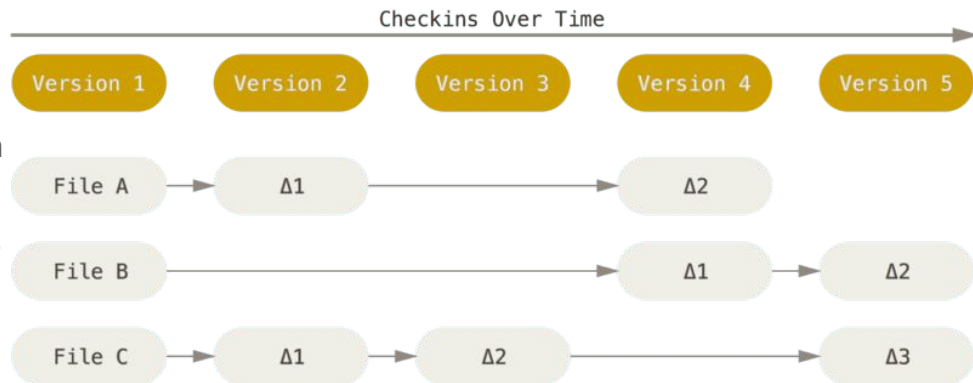 Checkins Over Time
Version 1 Version 2 Version 3 Version 4 Version 5
File A Δ1 Δ2
File B Δ1 Δ2
File C Δ1 Δ2 Δ3